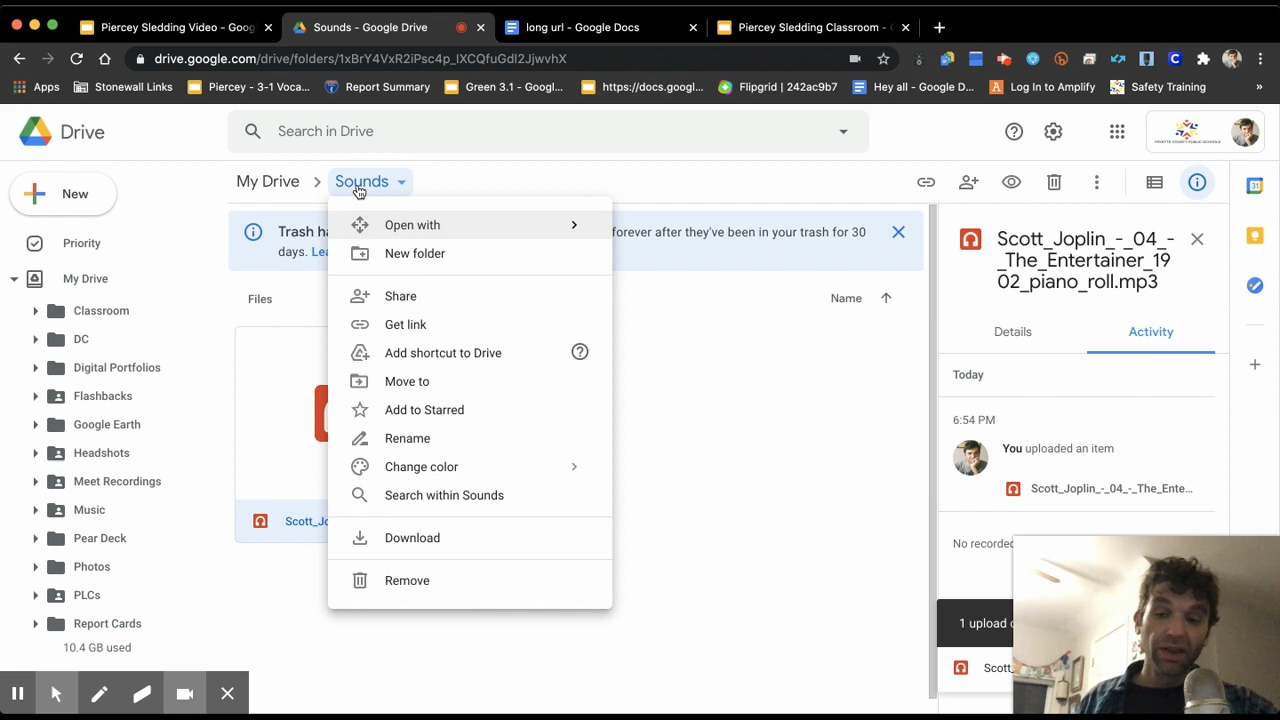 Piercey Sledding Video - Goog
Sounds - Google Drive
long url - Google Docs
Piercey Sledding Classroom -
drive.google.com/drive/folders/1xBrY4VxR2iPsc4p_IXCQfuGdI2JjwvhX
Apps
Stonewall Links
Piercey - 3-1 Voca...
Report Summary
Green 3.1 - Googl...
https://docs.googl...
Flipgrid | 242ac9b7
Hey all - Google D...
Log In to Amplify
Safety Training
»
Drive
Search in Drive
FAYETTE COUNTY PUBLIC SCHOOLS
New
My Drive > Sounds
Priority
My Drive
Classroom
DC
Digital Portfolios
Flashbacks
Google Earth
Headshots
Meet Recordings
Music
Pear Deck
Photos
PLCs
Report Cards
10.4 GB used
Trash ha
forever after they've been in your trash for 30
days. Lea
Files
Name
Scott_Jo
Open with
New folder
Share
Get link
Add shortcut to Drive
Move to
Add to Starred
Rename
Change color
Search within Sounds
Download
Remove
Scott_Joplin_-_04_-
_The_Entertainer_19
02_piano_roll.mp3
Details
Activity
Today
6:54 PM
You uploaded an item
Scott_Joplin_-_04_-_The_Ente...
No recorded
1 upload
Scott_